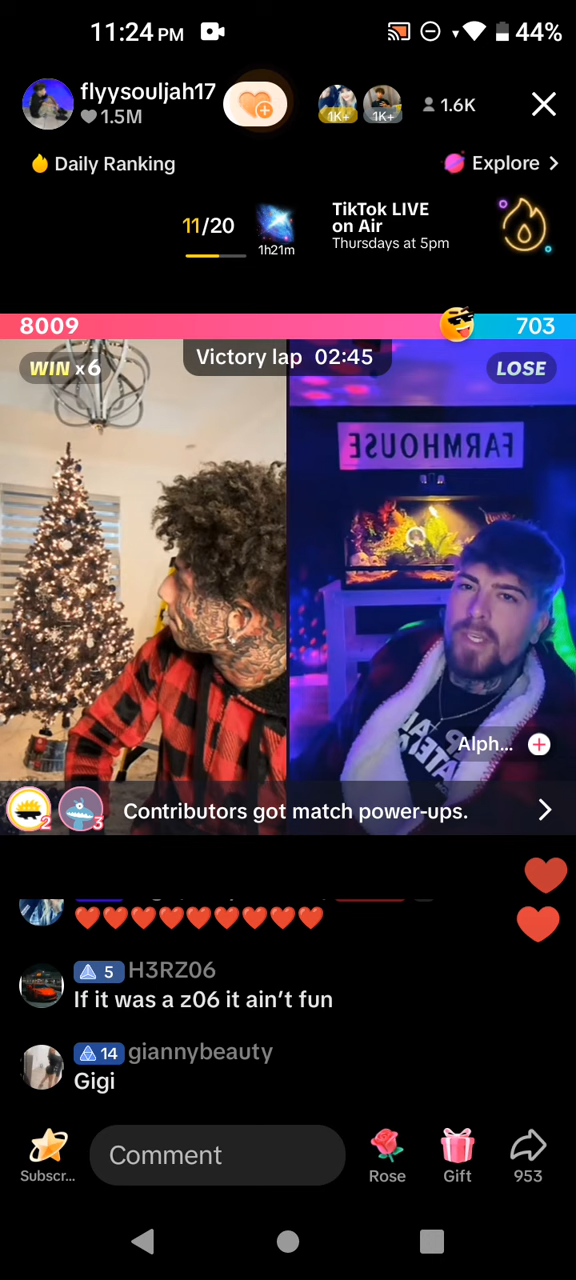 11:24 PM
44%
flyysouljah17
1.5M
1K+
1K+
1.6K
Daily Ranking
Explore
11/20
1h21m
TikTok LIVE
on Air
Thursdays at 5pm
8009
703
WIN x6
Victory lap 02:45
LOSE
FARMHOUSE
Alph...
Contributors got match power-ups.
2
3
5 H3RZ06
If it was a z06 it ain't fun
14 giannybeauty
Gigi
Subscr...
Comment
Rose
Gift
953